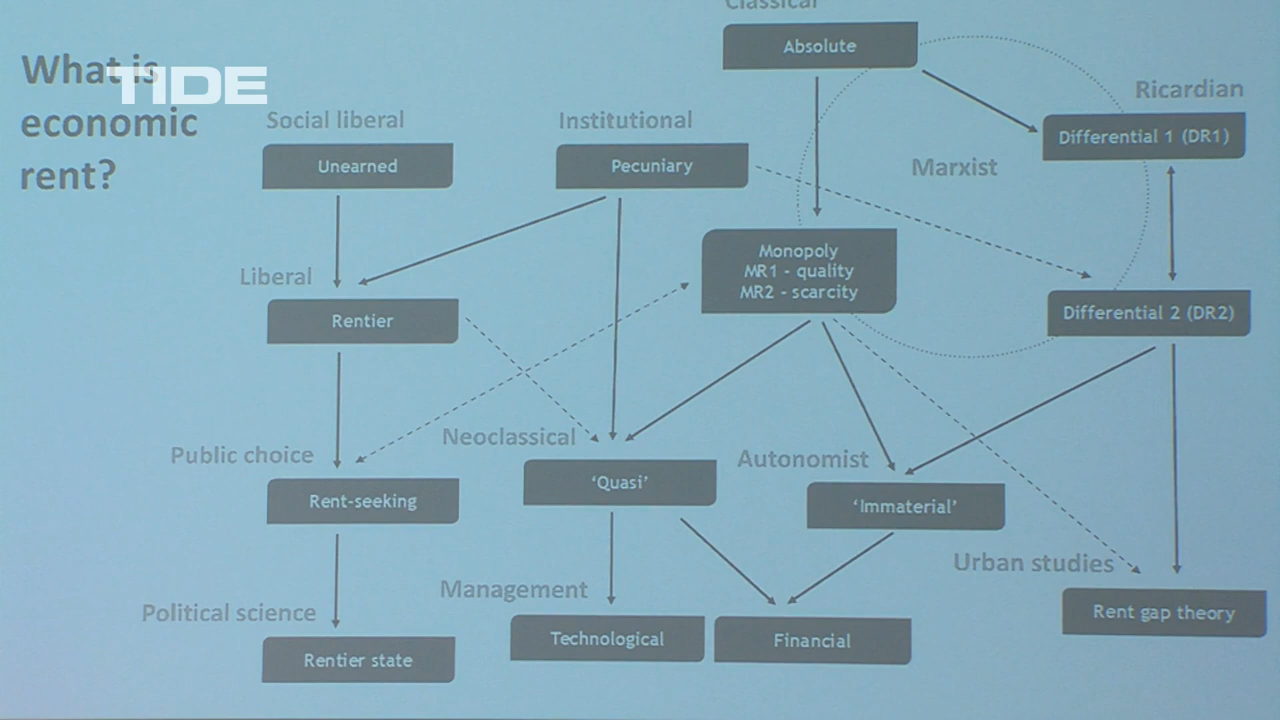 Classical
Absolute
What is
TIDE
economic
rent?
Ricardian
Social liberal
Institutional
Differential 1 (DR1)
Unearned
Pecuniary
Marxist
Monopoly
MR1 - quality
MR2 - scarcity
Liberal
Rentier
Differential 2 (DR2)
Public choice
Neoclassical
Autonomist
Rent-seeking
‘Quasi’
‘Immaterial’
Urban studies
Management
Political science
Rent gap theory
Technological
Financial
Rentier state